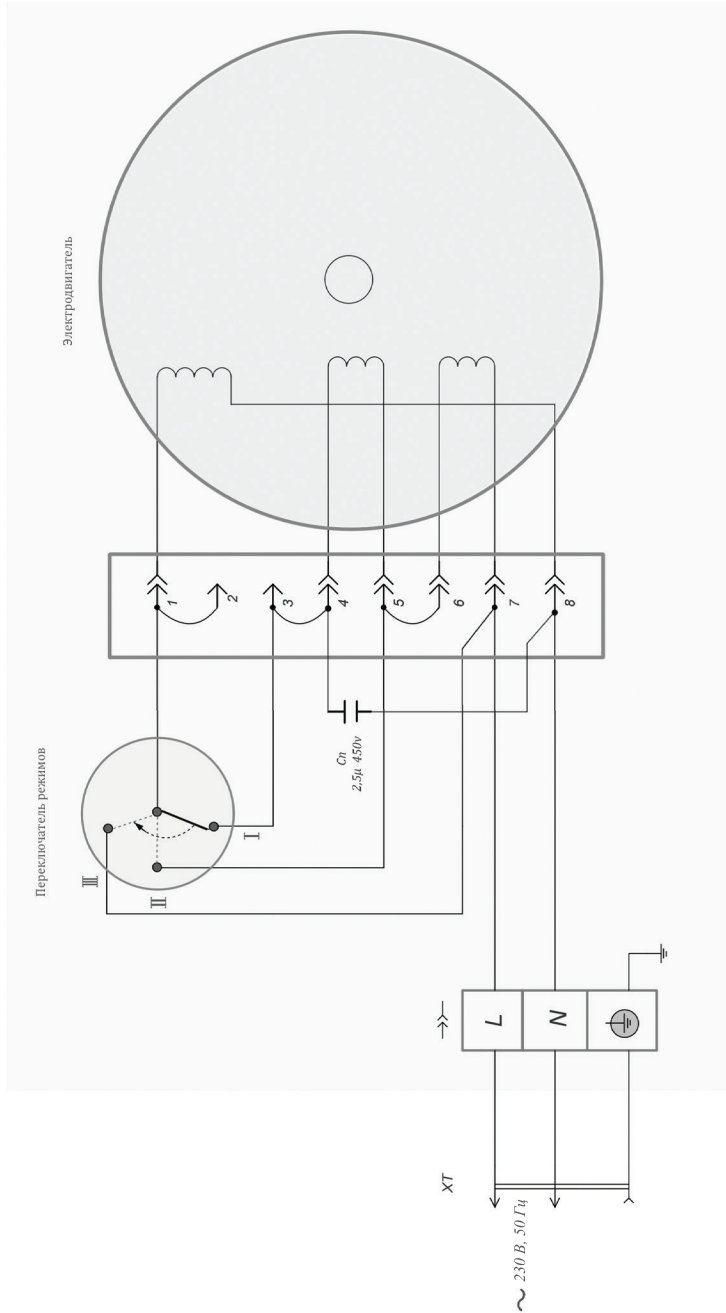 Электродвигатель
1
2
3
4
5
6
7
8
Cп
2,5μ 450v
Переключатель режимов
I
II
III
L
N
XT
~ 230 В, 50 Гц